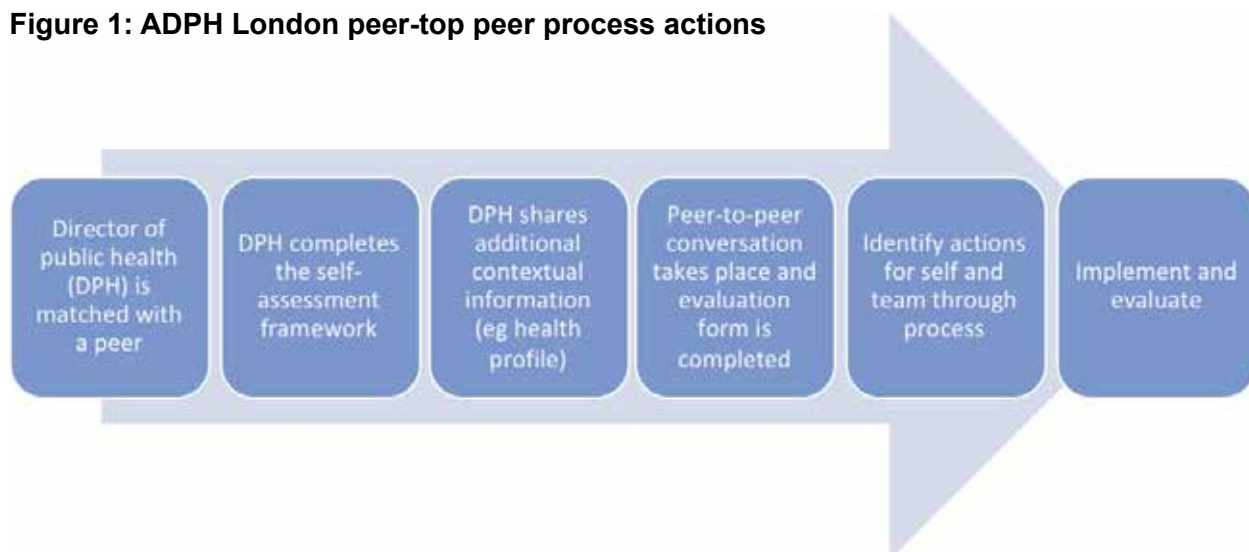 Figure 1: ADPH London peer-top peer process actions
Director of
public health
(DPH) is
matched with
a peer
DPH completes
the self-
assessment
framework
DPH shares
additional
contextual
information
(eg health
profile)
Peer-to-peer
conversation
takes place and
evaluation
form is
completed
Identify actions
for self and
team through
process
Implement and
evaluate